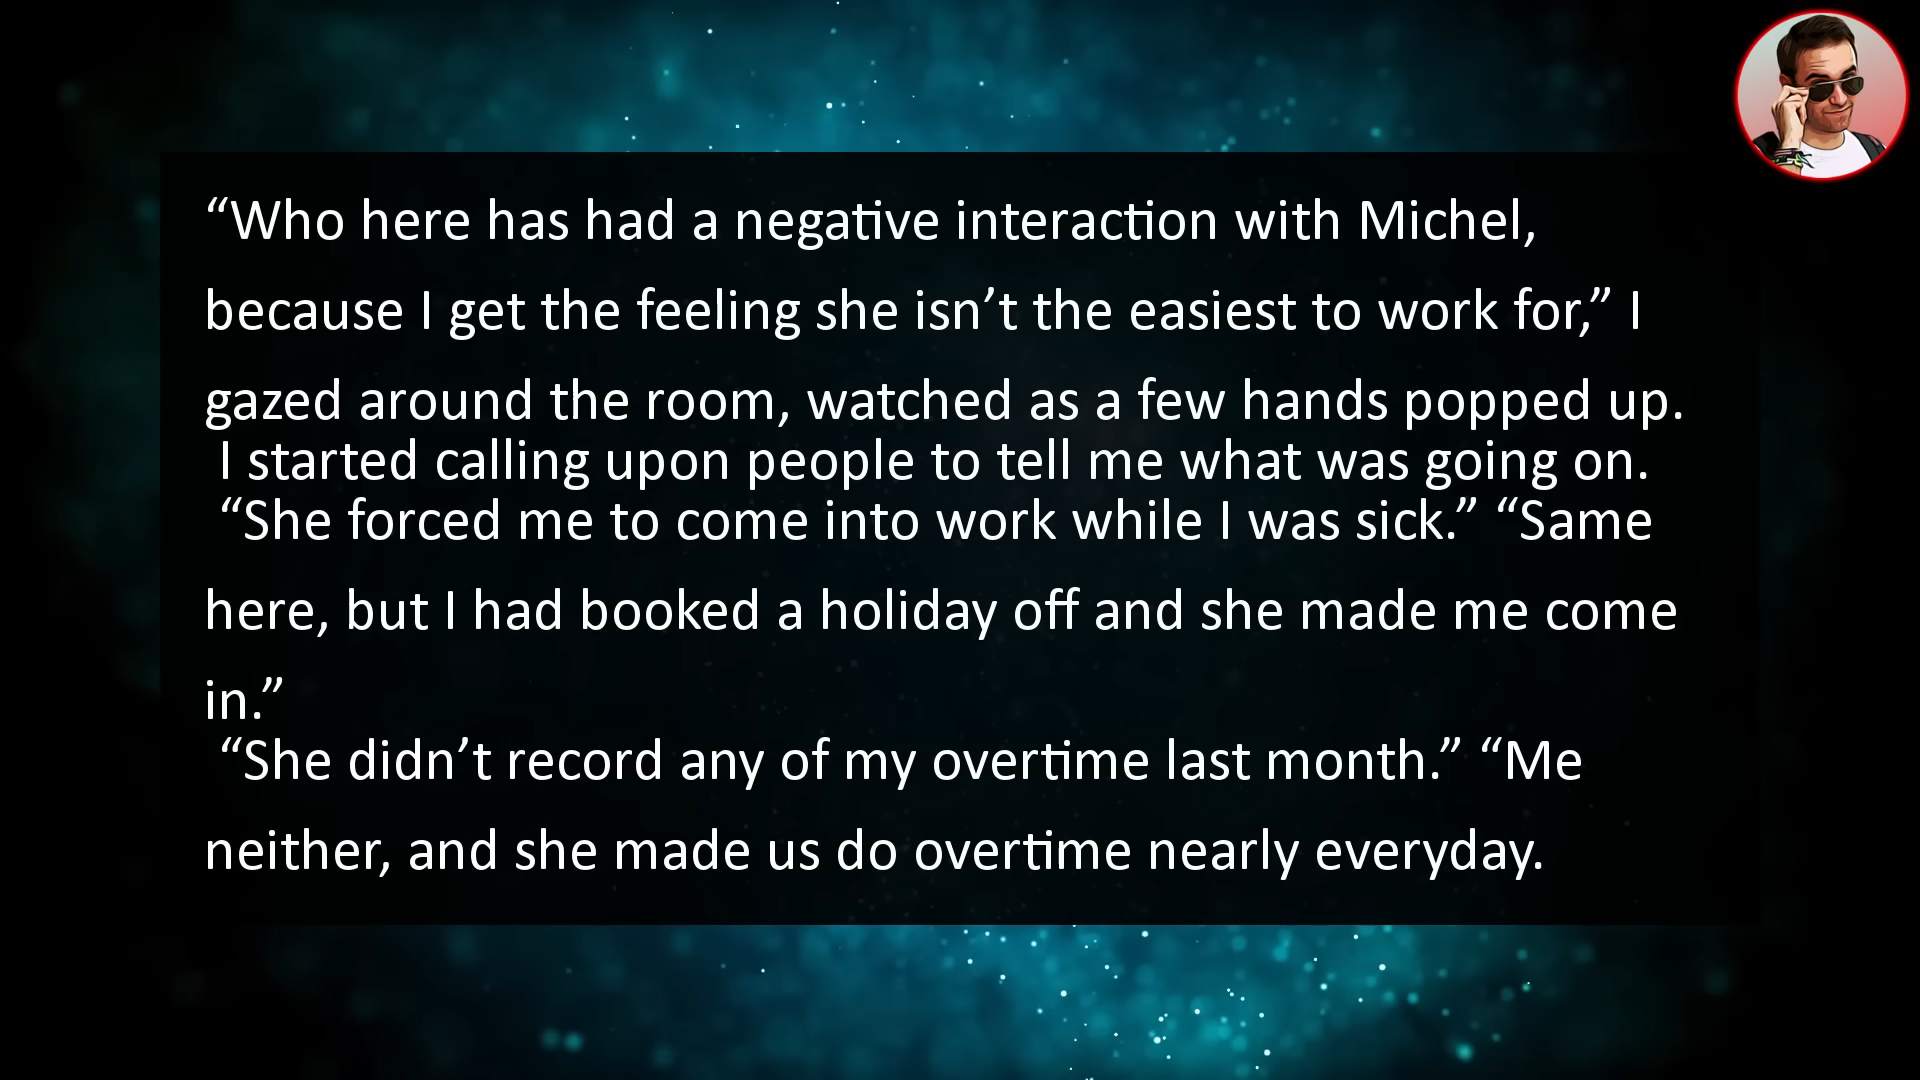 “Who here has had a negative interaction with Michel,
because I get the feeling she isn’t the easiest to work for,” I
gazed around the room, watched as a few hands popped up.
I started calling upon people to tell me what was going on.
“She forced me to come into work while I was sick.” “Same
here, but I had booked a holiday off and she made me come
in.”
“She didn’t record any of my overtime last month.” “Me
neither, and she made us do overtime nearly everyday.